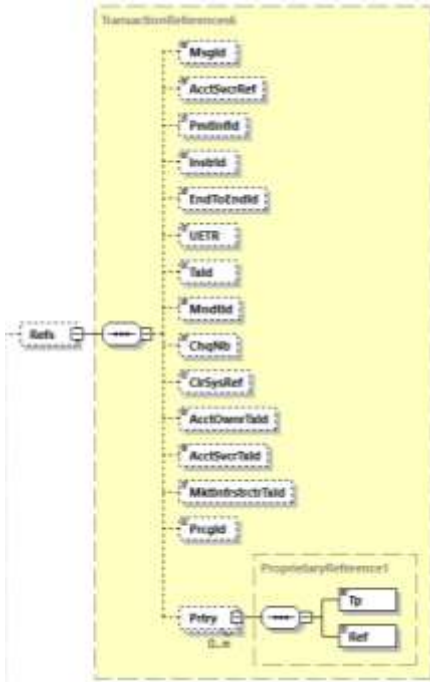 TransactionReferences6
MsgId
AcctSvcrRef
PmtInfId
InstrId
EndToEndId
UETR
TxId
MndtId
ChqNb
ClrSysRef
AcctOwnrTxId
AcctSvcrTxId
MktInfrstrctrTxId
PrcgId
Refs
ProprietaryReference1
Tp
Prtry
Ref
0..∞